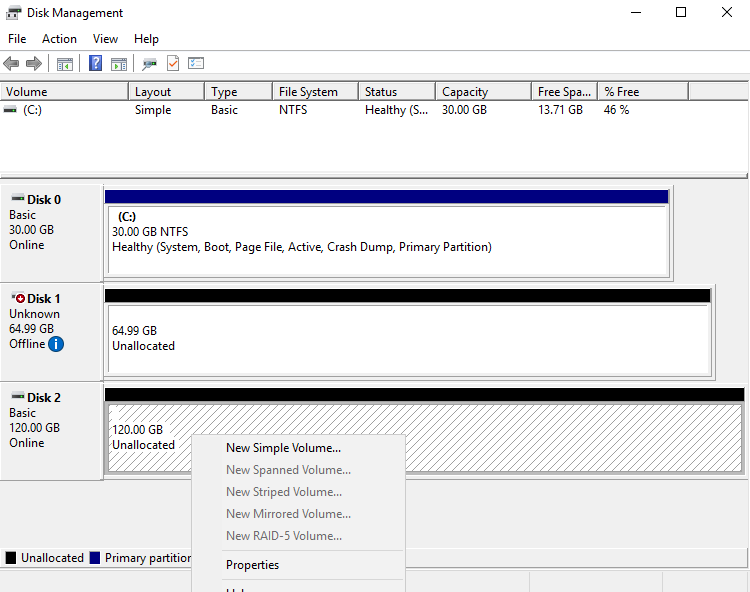 Disk Management
File Action View Help
Volume Layout Type File System Status Capacity Free Spa... % Free
(C:) Simple Basic NTFS Healthy (S... 30.00 GB 13.71 GB 46 %
Disk 0
Basic
30.00 GB
Online
(C:)
30.00 GB NTFS
Healthy (System, Boot, Page File, Active, Crash Dump, Primary Partition)
Disk 1
Unknown
64.99 GB
Offline
64.99 GB
Unallocated
Disk 2
Basic
120.00 GB
Online
120.00 GB
Unallocated
New Simple Volume...
New Spanned Volume...
New Striped Volume...
New Mirrored Volume...
New RAID-5 Volume...
Properties
Unallocated Primary partition